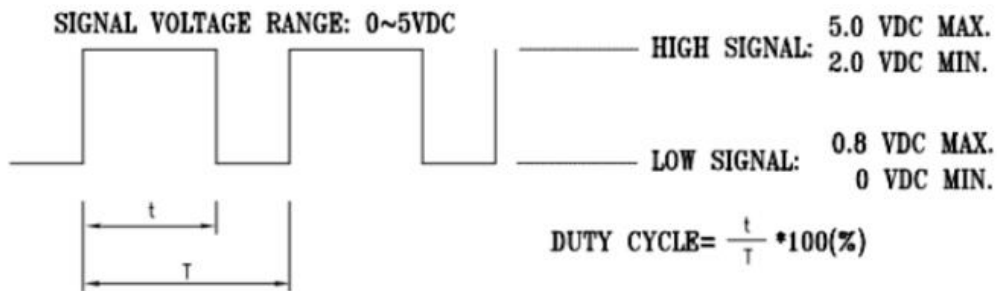 SIGNAL VOLTAGE RANGE: 0~5VDC
HIGH SIGNAL: 5.0 VDC MAX.
2.0 VDC MIN.
LOW SIGNAL: 0.8 VDC MAX.
0 VDC MIN.
t
T
DUTY CYCLE= t/T *100(%)